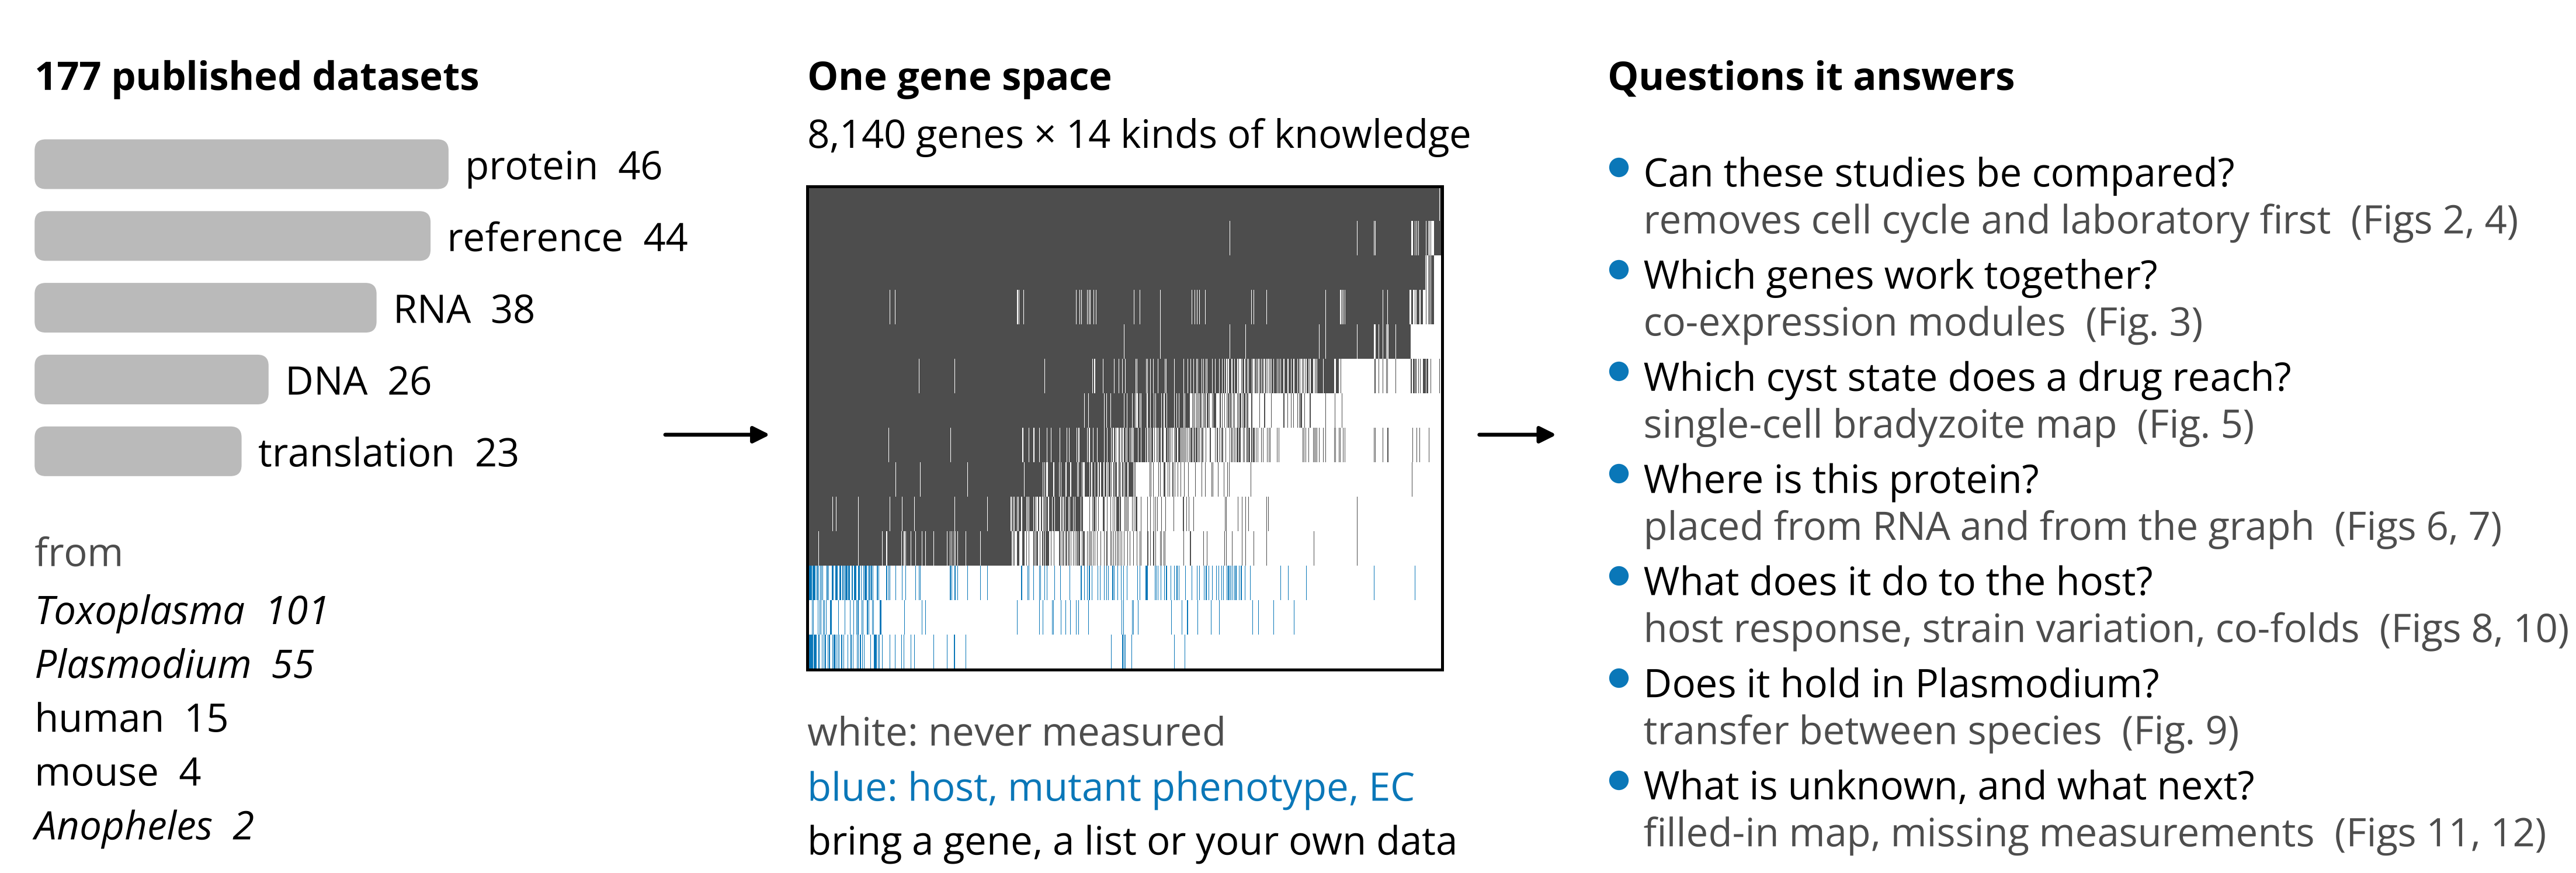 177 published datasets
protein 46
reference 44
RNA 38
DNA 26
translation 23
from
Toxoplasma 101
Plasmodium 55
human 15
mouse 4
Anopheles 2
One gene space
8,140 genes × 14 kinds of knowledge
white: never measured
blue: host, mutant phenotype, EC
bring a gene, a list or your own data
Questions it answers
Can these studies be compared?
removes cell cycle and laboratory first (Figs 2, 4)
Which genes work together?
co-expression modules (Fig. 3)
Which cyst state does a drug reach?
single-cell bradyzoite map (Fig. 5)
Where is this protein?
placed from RNA and from the graph (Figs 6, 7)
What does it do to the host?
host response, strain variation, co-folds (Figs 8, 10)
Does it hold in Plasmodium?
transfer between species (Fig. 9)
What is unknown, and what next?
filled-in map, missing measurements (Figs 11, 12)